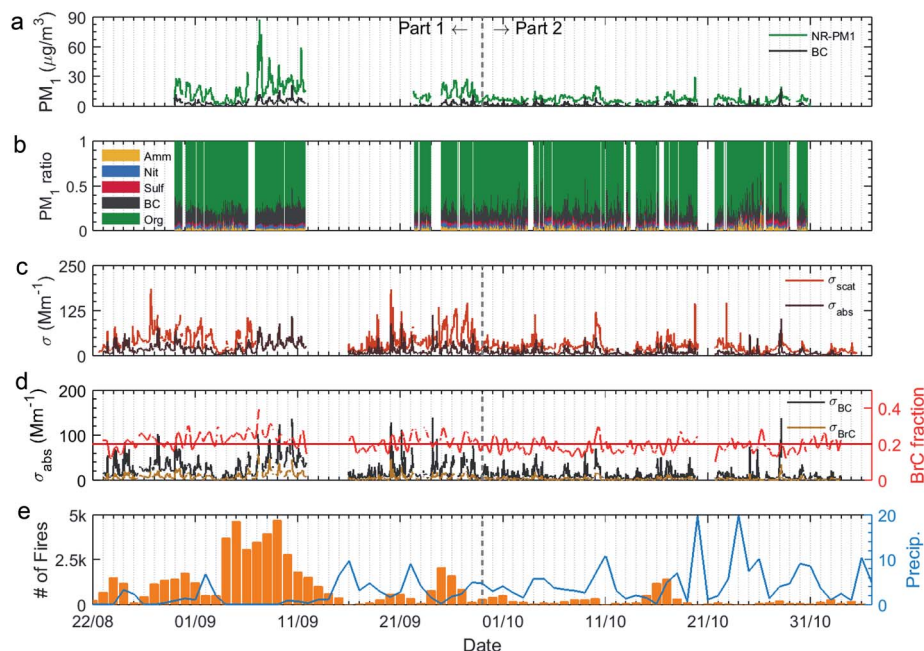 a
PM1 (μg/m3)
90
60
30
0
Part 1 ← → Part 2
NR-PM1
BC
b
PM1 ratio
1
0.5
0
Amm
Nit
Sulf
BC
Org
c
σ (Mm-1)
250
125
0
σscat
σabs
d
σabs (Mm-1)
200
100
0
σBC
σBrC
0.4
0.2
0
BrC fraction
e
# of Fires
5k
2.5k
0
20
10
0
Precip.
22/08 01/09 11/09 21/09 01/10 11/10 21/10 31/10
Date